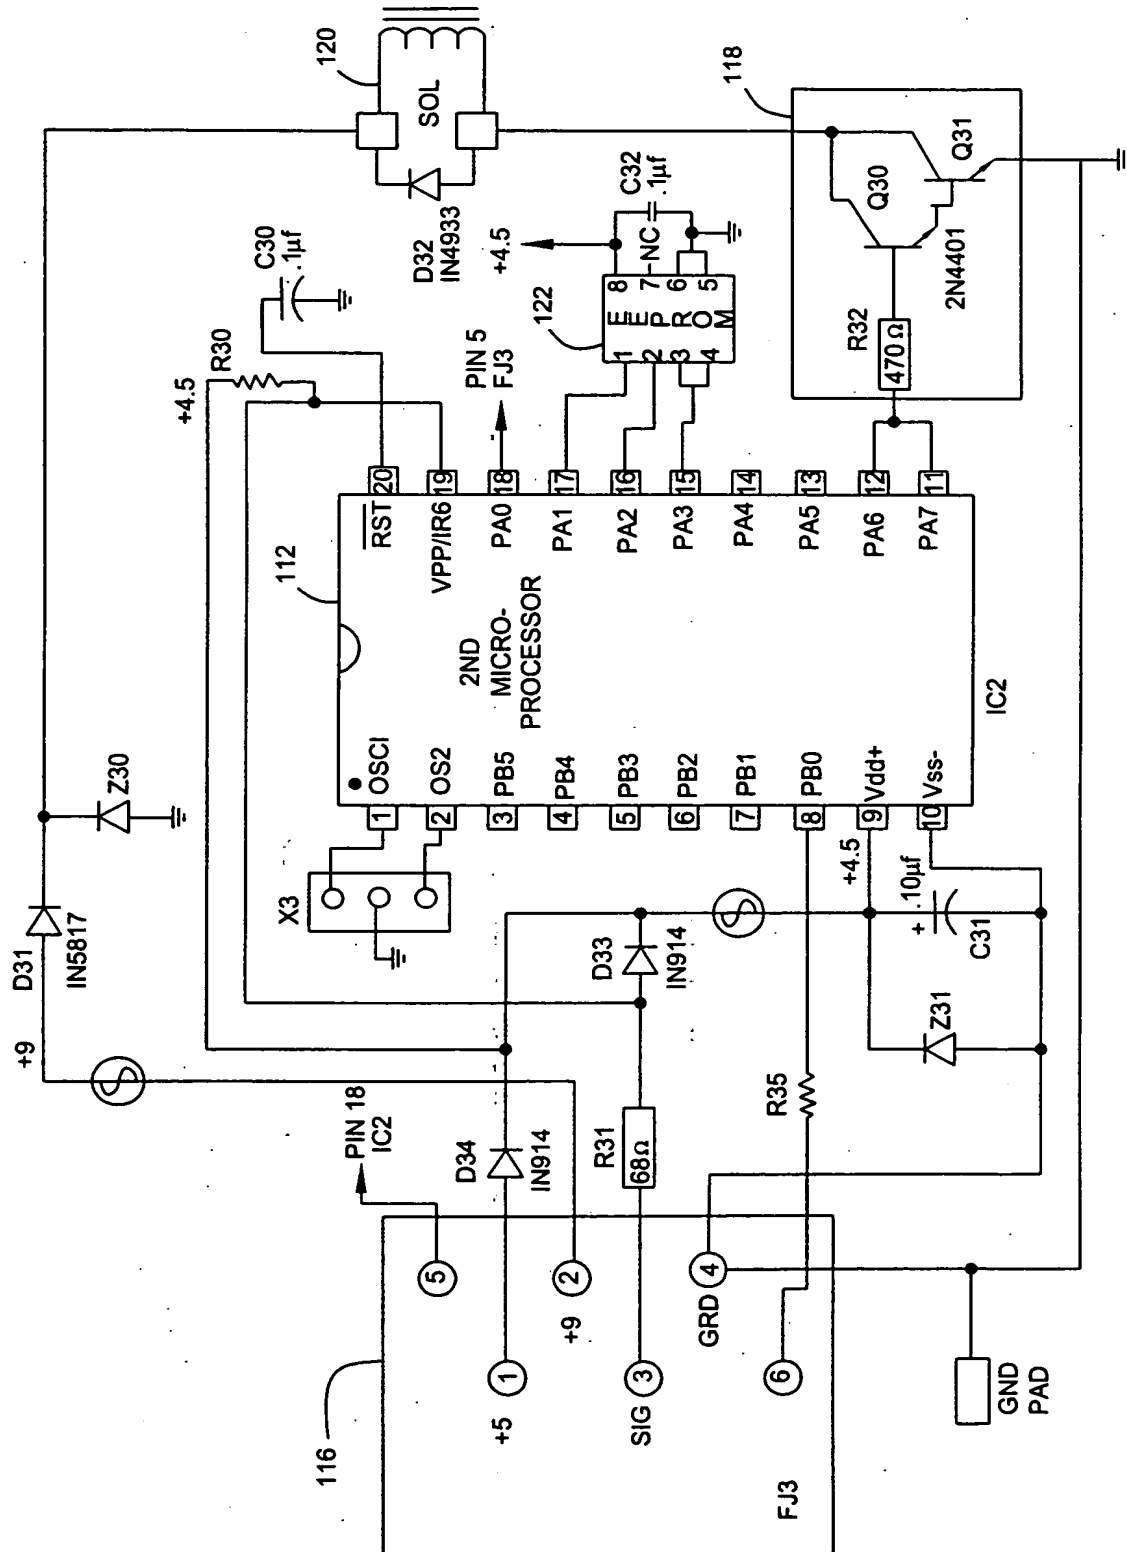 120
118
SOL
D32
IN4933
C30
.1µf
+4.5
C32
.1µf
NC
8
7
6
5
EEPROM
1
2
3
4
122
Q30
Q31
2N4401
R32
470 Ω
R30
+4.5
PIN 5
FJ3
20
19
18
17
16
15
14
13
12
11
RST
VPP/IR6
PA0
PA1
PA2
PA3
PA4
PA5
PA6
PA7
112
2ND
MICRO-
PROCESSOR
IC2
OSCI
OS2
PB5
PB4
PB3
PB2
PB1
PB0
Vdd+
Vss-
1
2
3
4
5
6
7
8
9
10
Z30
D31
IN5817
+9
X3
D33
IN914
+4.5
+ .10µf
C31
Z31
R35
PIN 18
IC2
D34
IN914
R31
68Ω
116
5
2
+9
4
GRD
1
+5
3
SIG
6
FJ3
GND
PAD